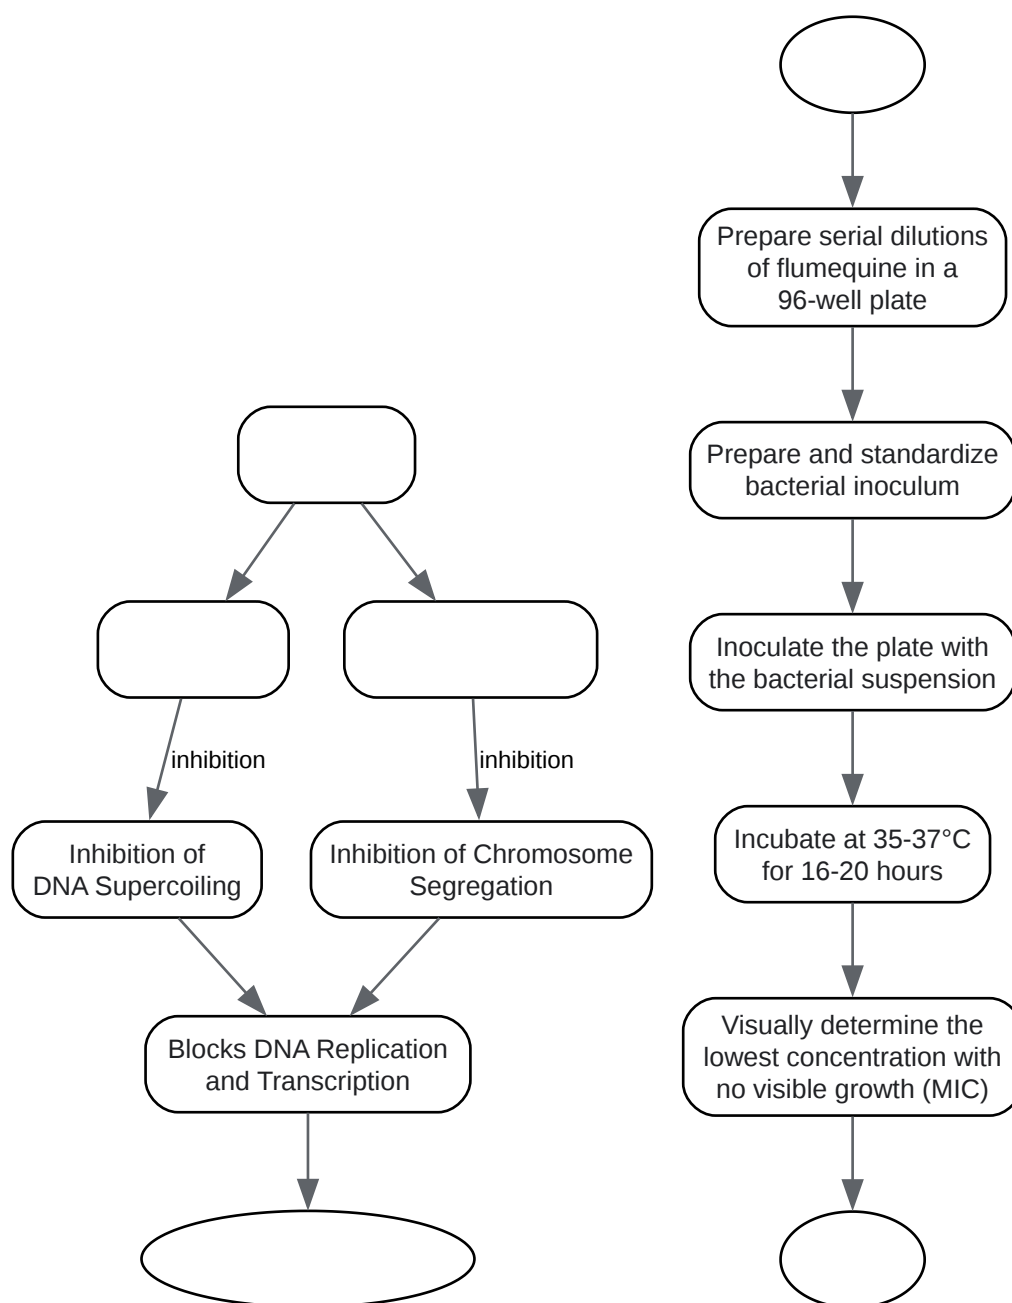 inhibition
inhibition
Inhibition of
DNA Supercoiling
Inhibition of Chromosome
Segregation
Blocks DNA Replication
and Transcription
Prepare serial dilutions
of flumequine in a
96-well plate
Prepare and standardize
bacterial inoculum
Inoculate the plate with
the bacterial suspension
Incubate at 35-37°C
for 16-20 hours
Visually determine the
lowest concentration with
no visible growth (MIC)